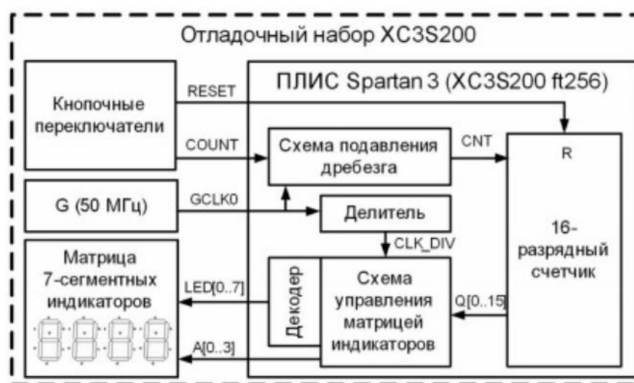 Отладочный набор XC3S200
Кнопочные
переключатели
RESET
COUNT
ПЛИС Spartan 3 (XC3S200 ft256)
Схема подавления
дребезга
CNT
R
16-
разрядный
счетчик
G (50 МГц)
GCLK0
Делитель
CLK_DIV
Матрица
7-сегментных
индикаторов
LED[0..7]
A[0..3]
Декодер
Схема
управления
матрицей
индикаторов
Q[0..15]